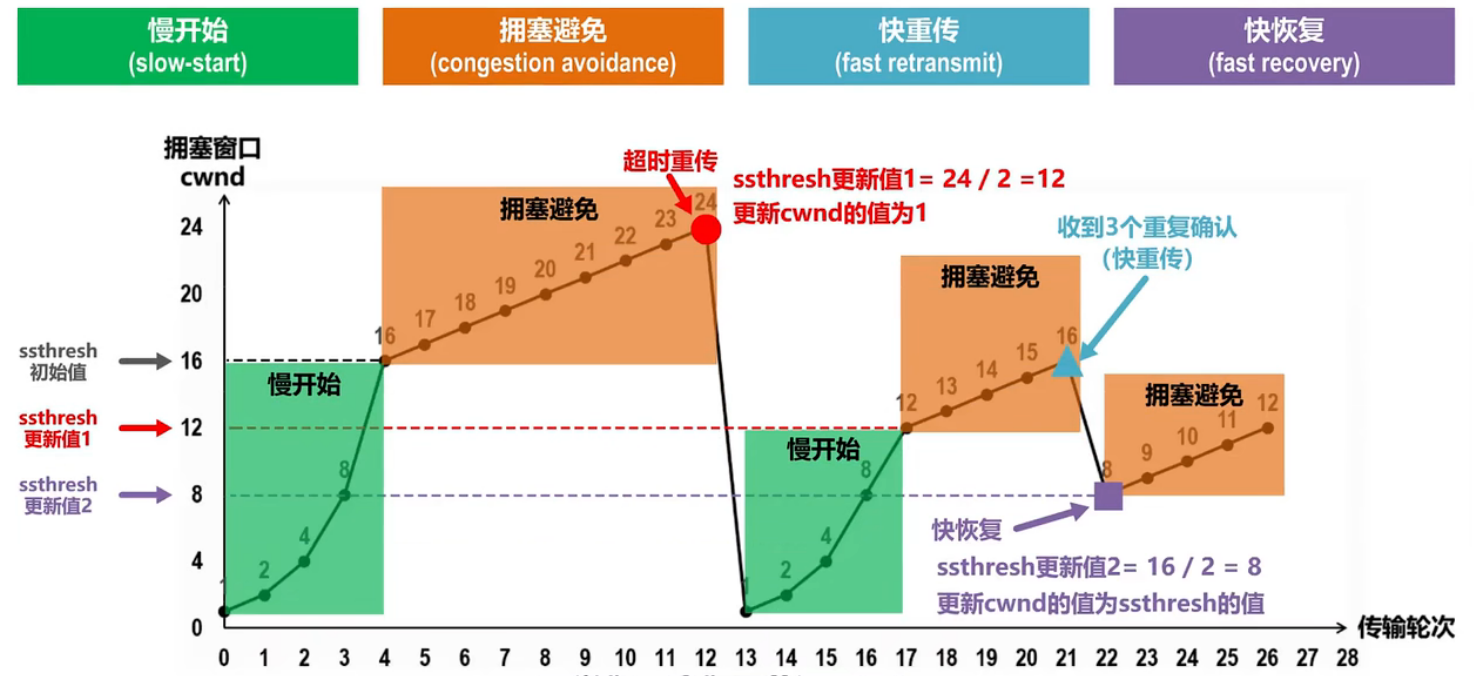 慢开始
(slow-start)
拥塞避免
(congestion avoidance)
快重传
(fast retransmit)
快恢复
(fast recovery)
拥塞窗口
cwnd
超时重传
ssthresh更新值1= 24 / 2 =12
更新cwnd的值为1
收到3个重复确认
(快重传)
拥塞避免
拥塞避免
拥塞避免
慢开始
慢开始
24
20
16
12
8
4
0
ssthresh
初始值
ssthresh
更新值1
ssthresh
更新值2
1
2
4
8
16
17
18
19
20
21
22
23
24
1
2
4
8
12
13
14
15
16
8
9
10
11
12
快恢复
ssthresh更新值2= 16 / 2 = 8
更新cwnd的值为ssthresh的值
传输轮次
0 1 2 3 4 5 6 7 8 9 10 11 12 13 14 15 16 17 18 19 20 21 22 23 24 25 26 27 28